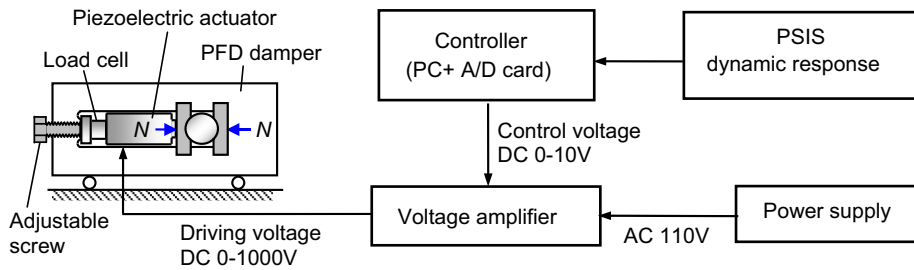 Piezoelectric actuator
Load cell
PFD damper
N
N
Adjustable
screw
Driving voltage
DC 0-1000V
Controller
(PC+ A/D card)
PSIS
dynamic response
Control voltage
DC 0-10V
Voltage amplifier
AC 110V
Power supply